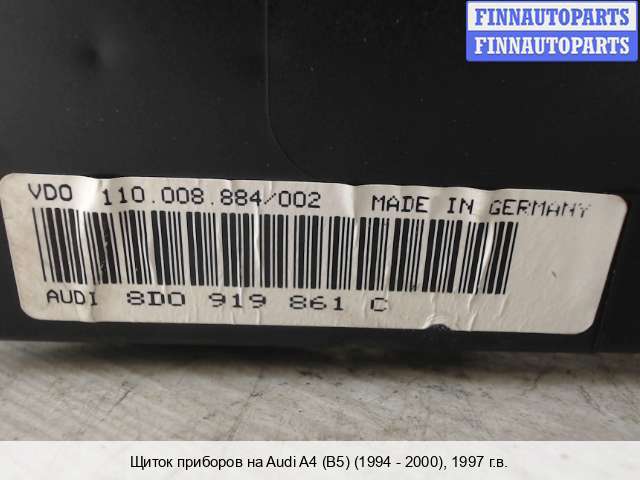 FINNAUTOPARTS
FINNAUTOPARTS
VDO 110.008.884/002 MADE IN GERMANY
AUDI 8D0 919 861 C
Щиток приборов на Audi A4 (B5) (1994 - 2000), 1997 г.в.